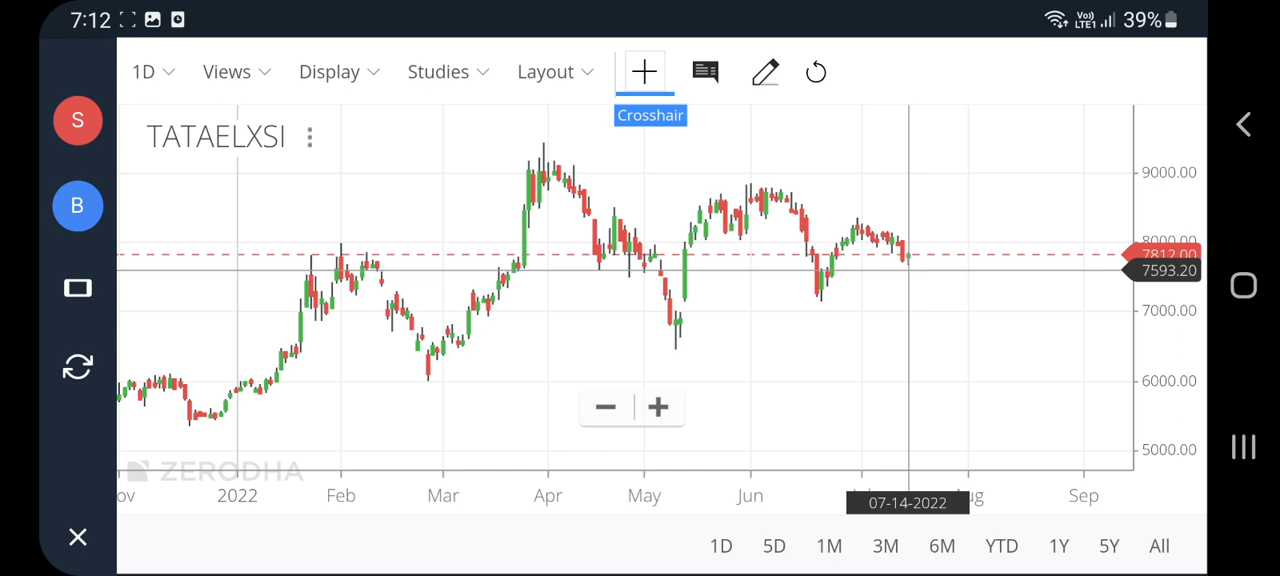 7:12
Vo))
LTE1
39%
1D Views Display Studies Layout
Crosshair
S
TATAELXSI
B
9000.00
8000.00
7812.00
7593.20
7000.00
6000.00
5000.00
ZERODHA
ov 2022 Feb Mar Apr May Jun ug Sep
07-14-2022
1D 5D 1M 3M 6M YTD 1Y 5Y All